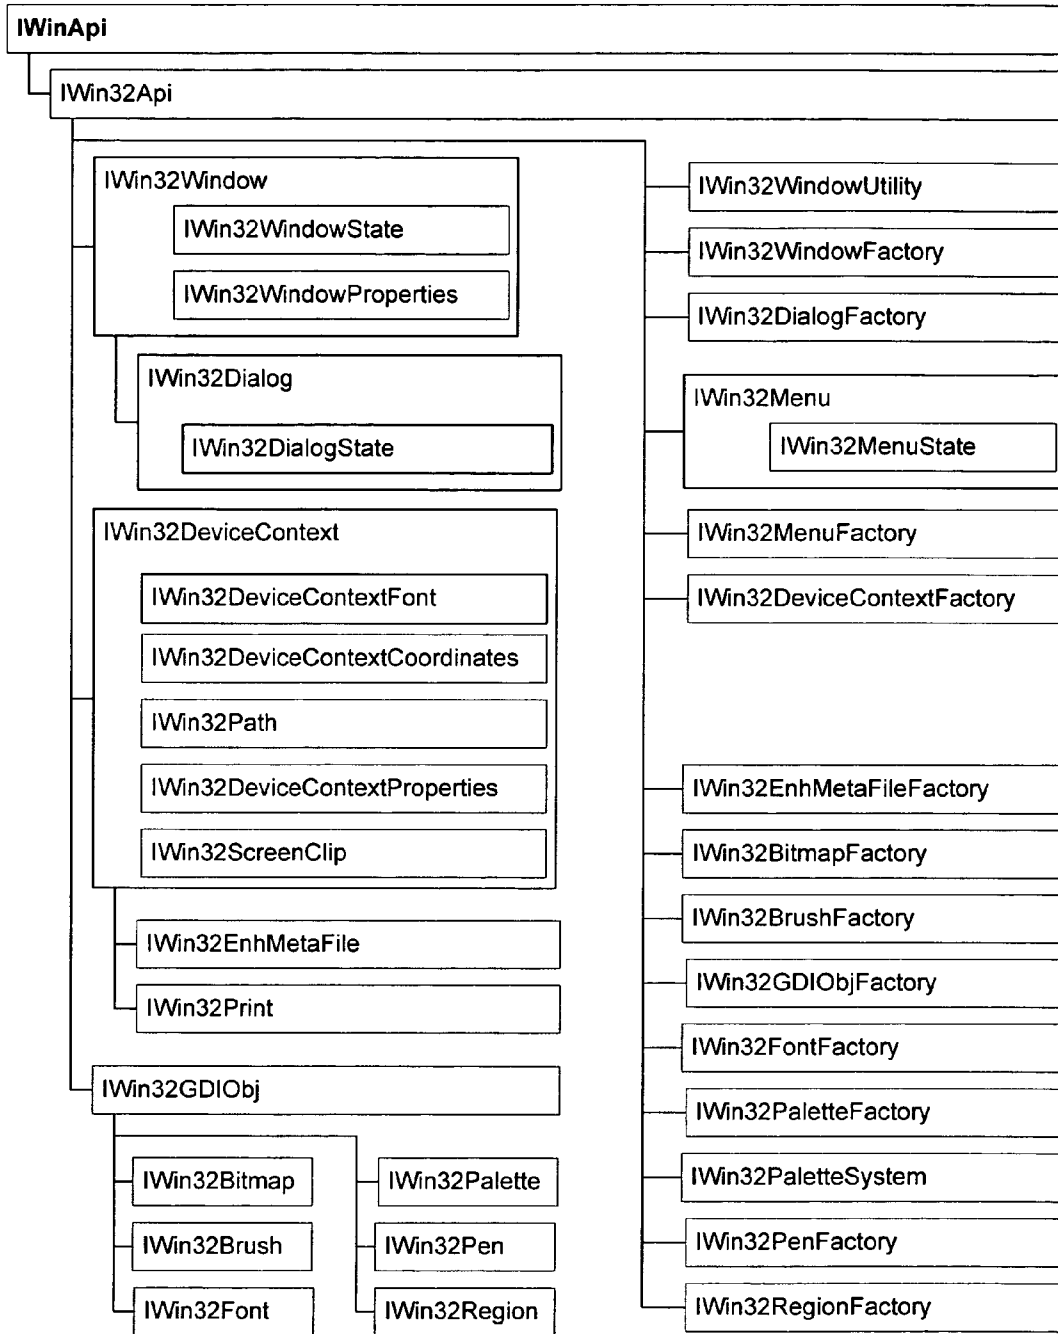 IWinApi
IWin32Api
IWin32Window
IWin32WindowState
IWin32WindowProperties
IWin32Dialog
IWin32DialogState
IWin32DeviceContext
IWin32DeviceContextFont
IWin32DeviceContextCoordinates
IWin32Path
IWin32DeviceContextProperties
IWin32ScreenClip
IWin32EnhMetaFile
IWin32Print
IWin32GDIObj
IWin32Bitmap
IWin32Brush
IWin32Font
IWin32Palette
IWin32Pen
IWin32Region
IWin32WindowUtility
IWin32WindowFactory
IWin32DialogFactory
IWin32Menu
IWin32MenuState
IWin32MenuFactory
IWin32DeviceContextFactory
IWin32EnhMetaFileFactory
IWin32BitmapFactory
IWin32BrushFactory
IWin32GDIObjFactory
IWin32FontFactory
IWin32PaletteFactory
IWin32PaletteSystem
IWin32PenFactory
IWin32RegionFactory